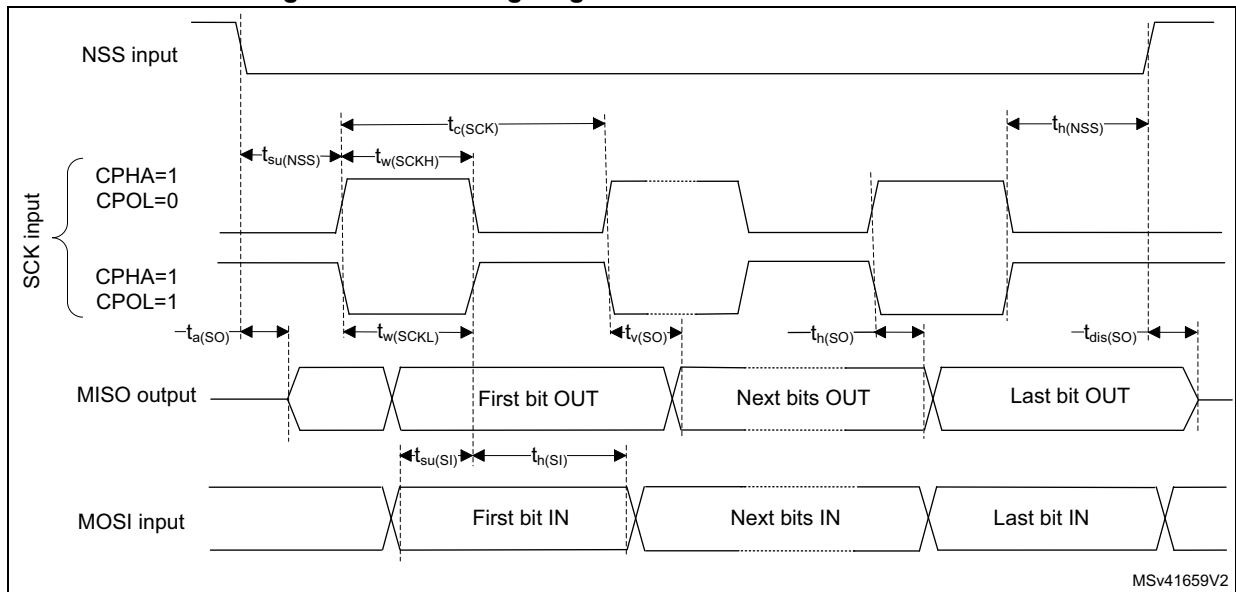 NSS input
tc(SCK)
th(NSS)
tsu(NSS)
tw(SCKH)
CPHA=1
CPOL=0
SCK input
CPHA=1
CPOL=1
ta(SO)
tw(SCKL)
tv(SO)
th(SO)
tdis(SO)
MISO output
First bit OUT
Next bits OUT
Last bit OUT
tsu(SI)
th(SI)
MOSI input
First bit IN
Next bits IN
Last bit IN
MSv41659V2